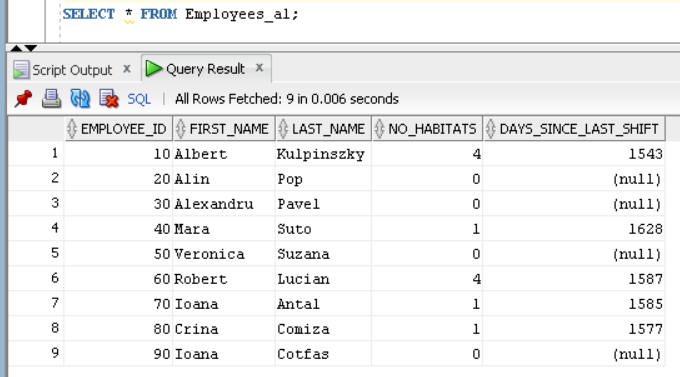 SELECT * FROM Employees_al;
Script Output x Query Result x
SQL | All Rows Fetched: 9 in 0.006 seconds
EMPLOYEE_ID FIRST_NAME LAST_NAME NO_HABITATS DAYS_SINCE_LAST_SHIFT
1 10 Albert Kulpinszky 4 1543
2 20 Alin Pop 0 (null)
3 30 Alexandru Pavel 0 (null)
4 40 Mara Suto 1 1628
5 50 Veronica Suzana 0 (null)
6 60 Robert Lucian 4 1587
7 70 Ioana Antal 1 1585
8 80 Crina Comiza 1 1577
9 90 Ioana Cotfas 0 (null)